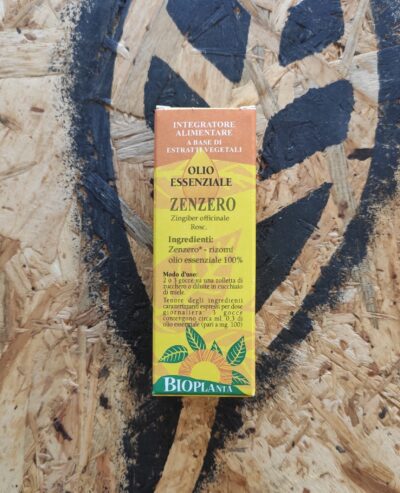 INTEGRATORE
ALIMENTARE
A BASE DI
ESTRATTI VEGETALI
OLIO
ESSENZIALE
ZENZERO
Zingiber officinale
Rosc.
Ingredienti:
Zenzero* - rizomi
olio essenziale 100%
Modo d'uso:
2 o 3 gocce su una zolletta di
zucchero o diluite in cucchiaio
di miele.
Tenore degli ingredienti
caratterizzanti espressi per dose
giornaliera: 3 gocce
contengono circa ml. 0,3 di
olio essenziale (pari a mg. 100)
BIOPLANTA